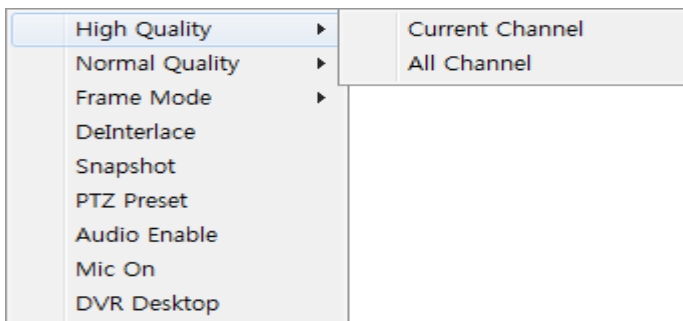 High Quality
Current Channel
All Channel
Normal Quality
Frame Mode
DeInterlace
Snapshot
PTZ Preset
Audio Enable
Mic On
DVR Desktop